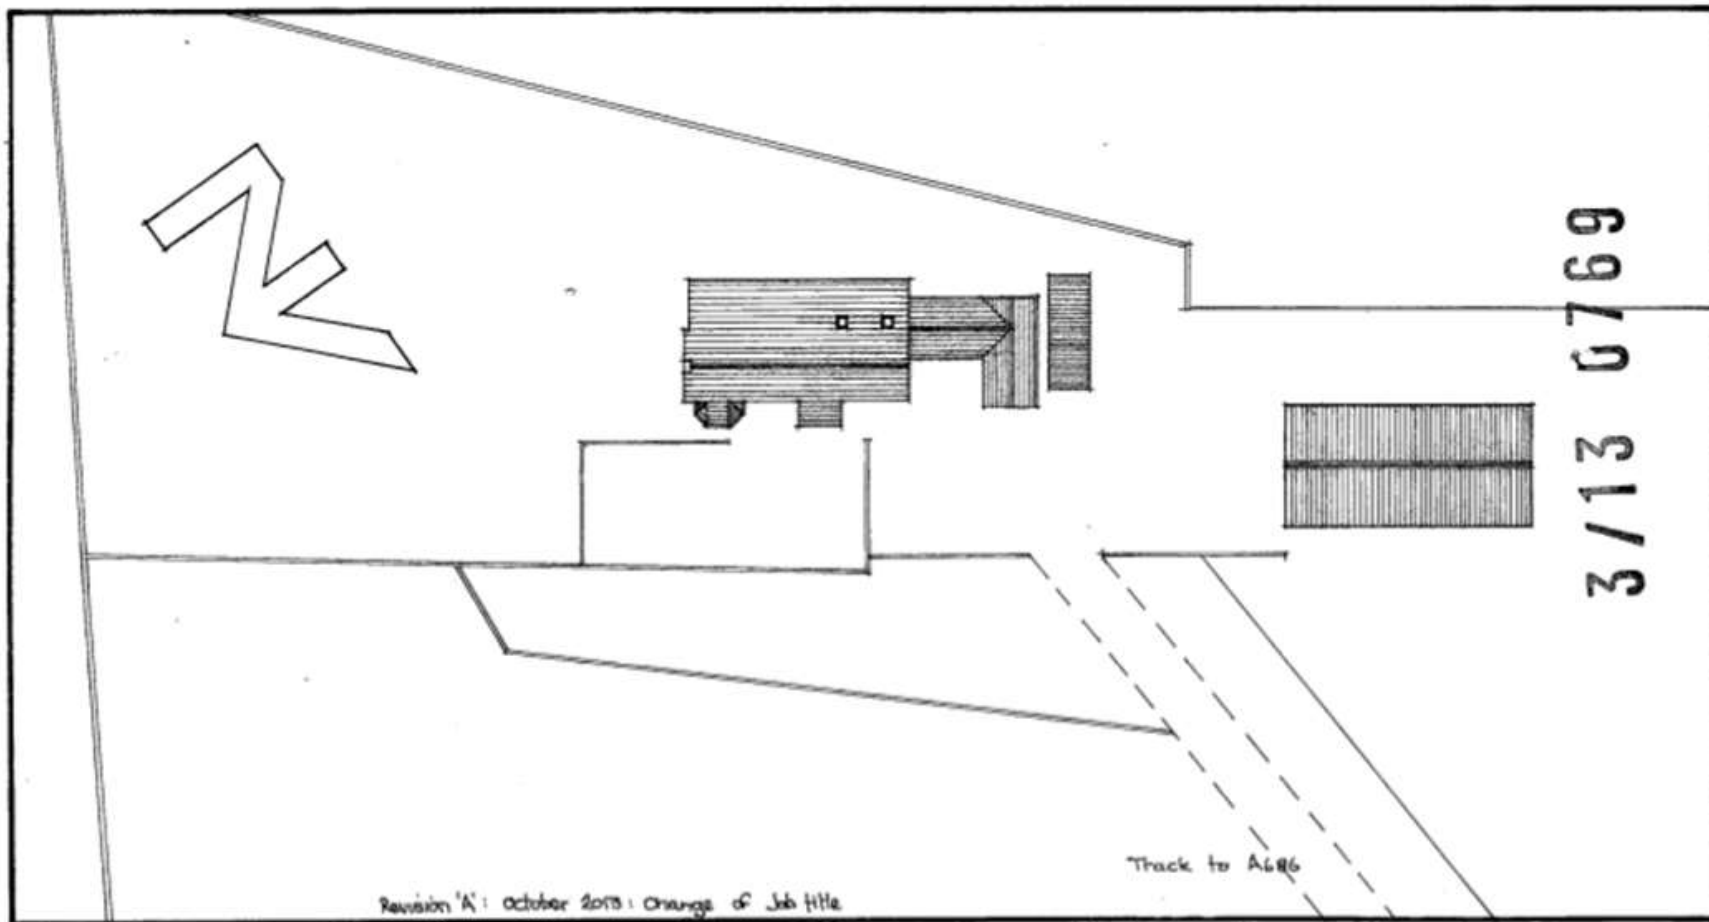 3/13 0769
Track to A686
Revision 'A': October 2013: Change of Job title